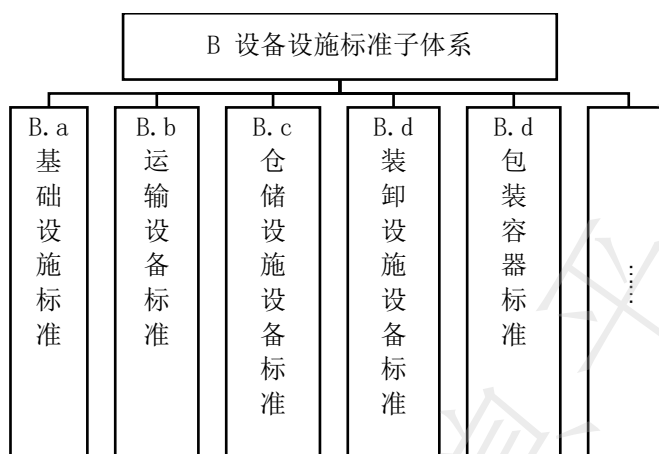 B 设备设施标准子体系
B.a
基础设施标准
B.b
运输设备标准
B.c
仓储设施设备标准
B.d
装卸设施设备标准
B.d
包装容器标准
……